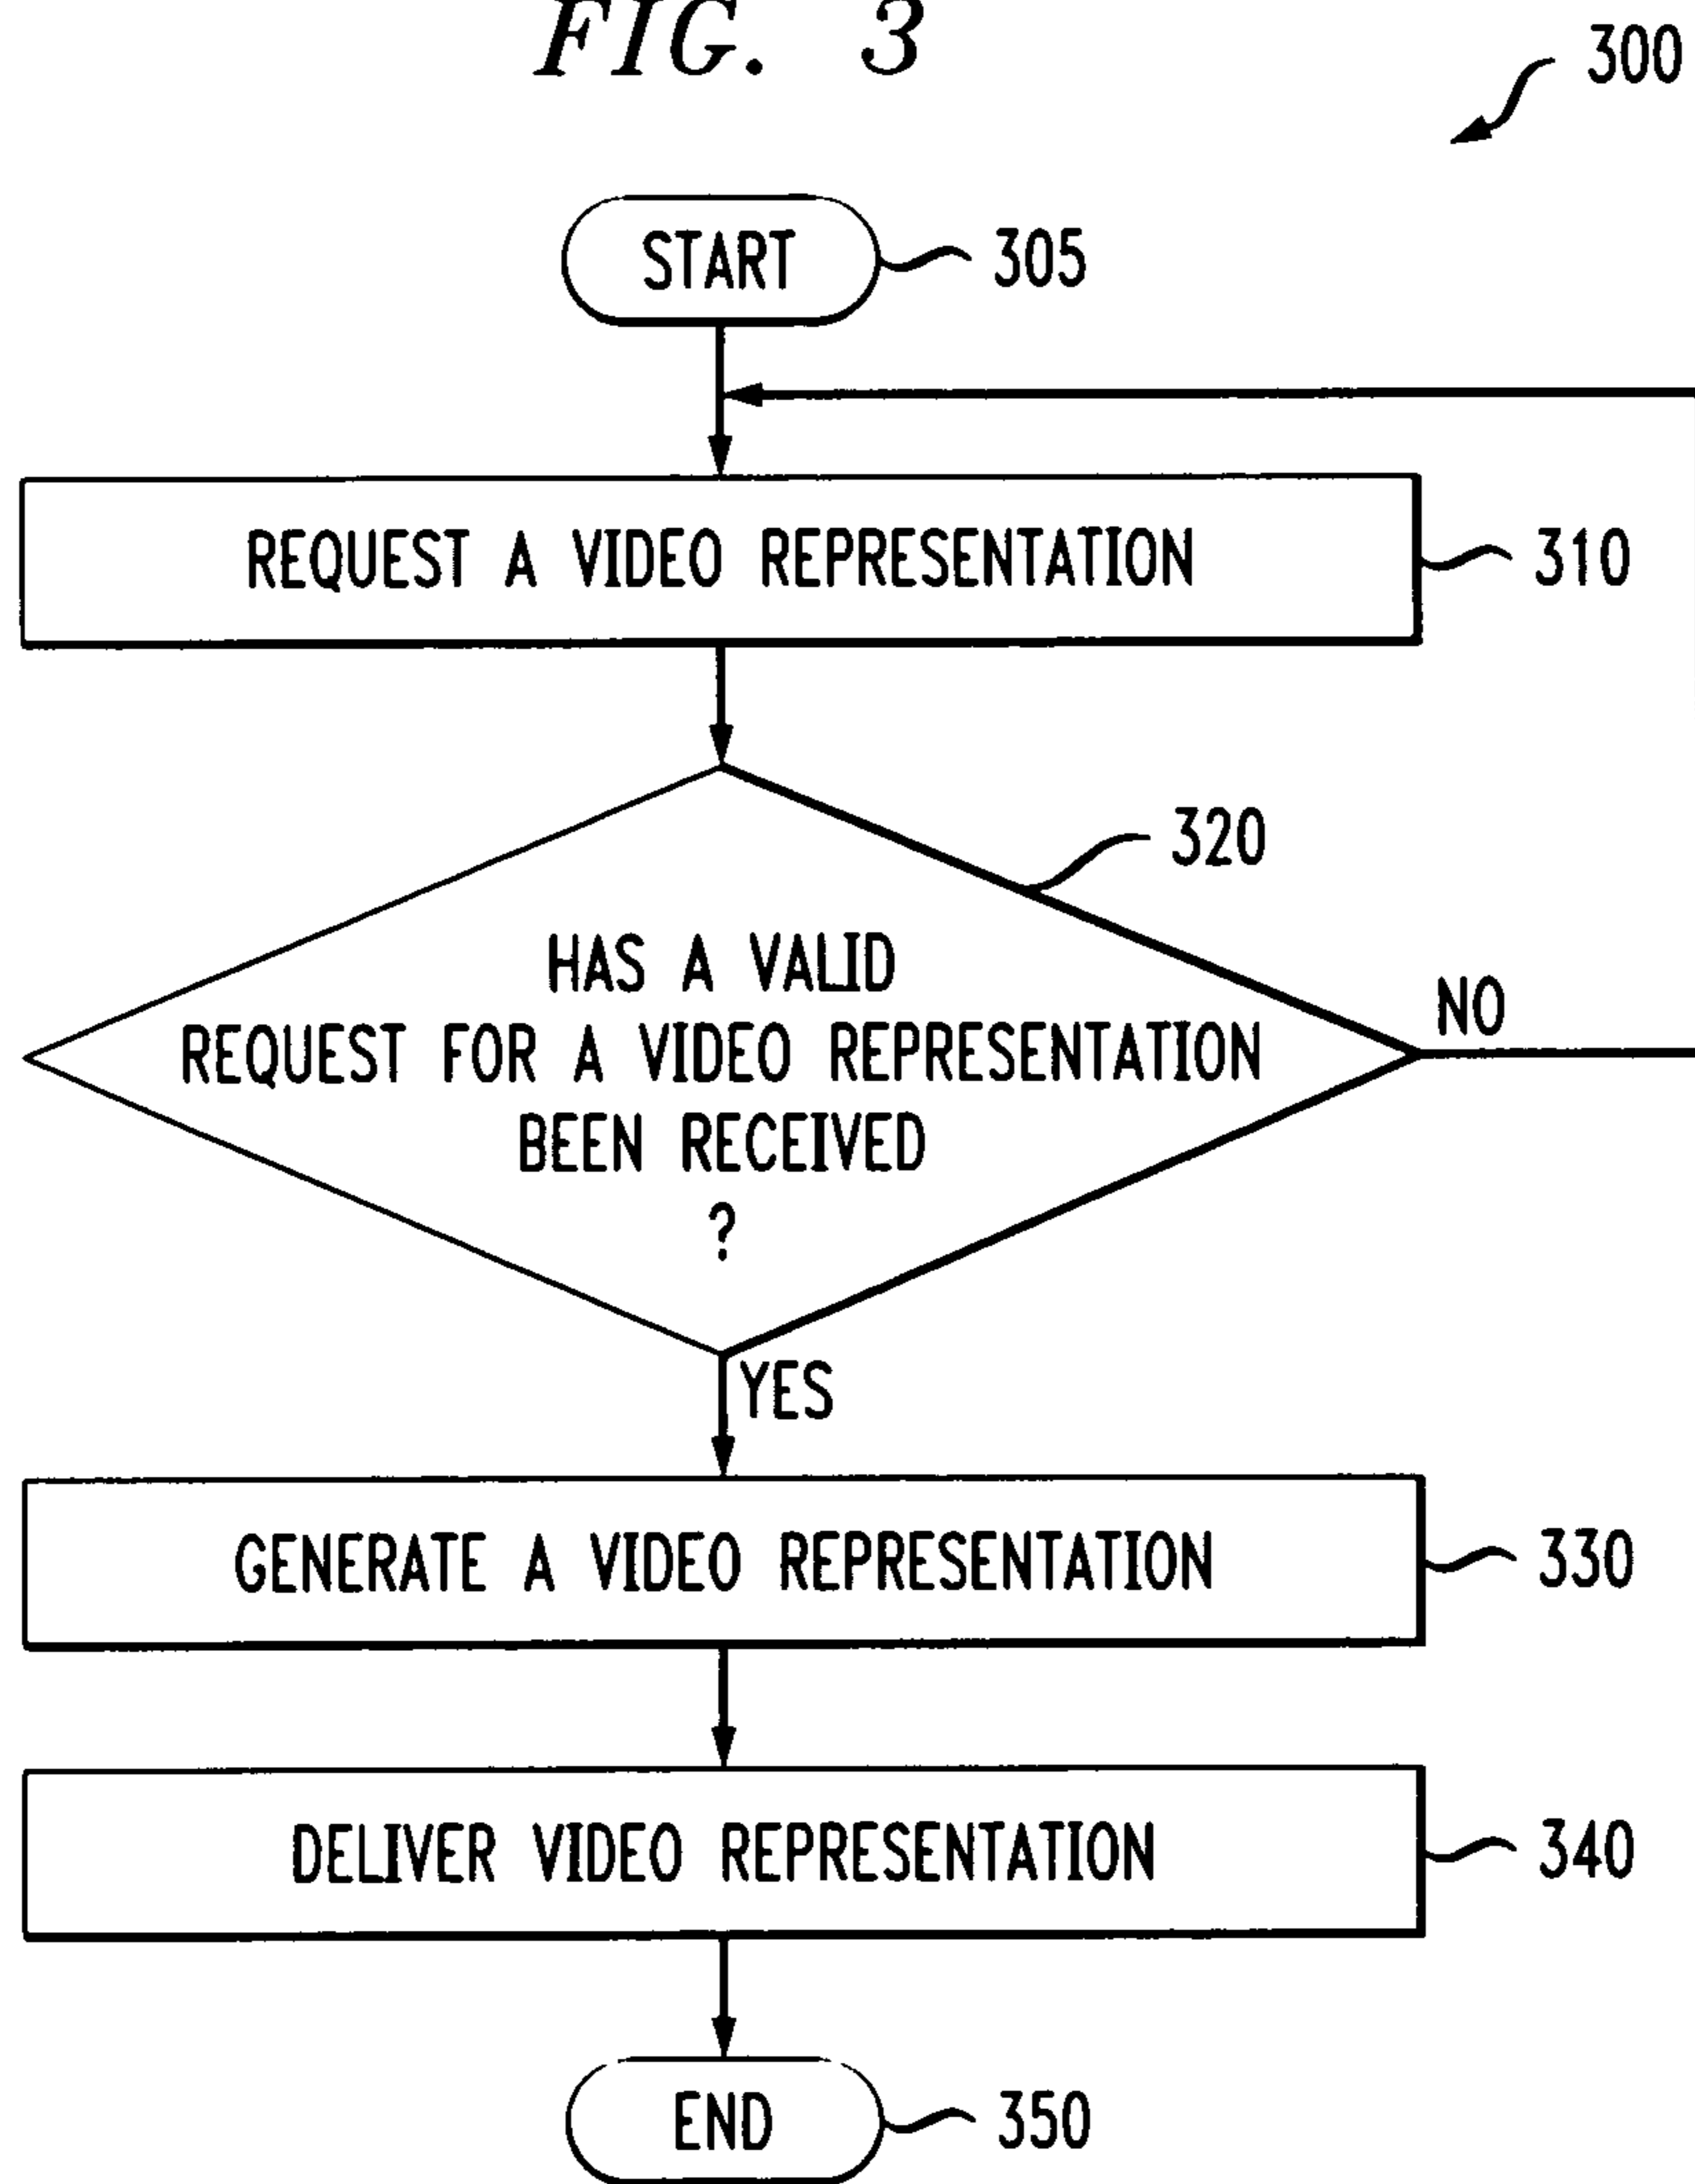 FIG. 3
300
START
305
REQUEST A VIDEO REPRESENTATION
310
320
HAS A VALID
REQUEST FOR A VIDEO REPRESENTATION
BEEN RECEIVED
?
NO
YES
GENERATE A VIDEO REPRESENTATION
330
DELIVER VIDEO REPRESENTATION
340
END
350